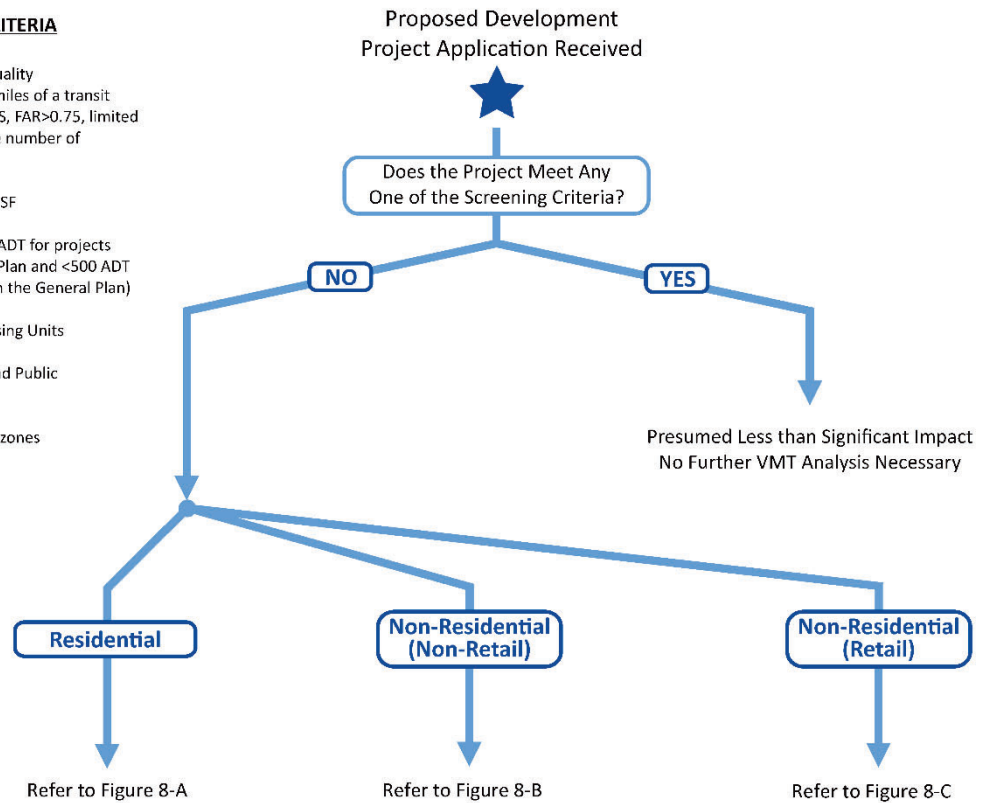 ITERIA
uality
miles of a transit
S, FAR>0.75, limited
number of
SF
ADT for projects
Plan and <500 ADT
n the General Plan)
sing Units
d Public
zones
Proposed Development
Project Application Received
Does the Project Meet Any
One of the Screening Criteria?
NO
YES
Presumed Less than Significant Impact
No Further VMT Analysis Necessary
Residential
Non-Residential
(Non-Retail)
Non-Residential
(Retail)
Refer to Figure 8-A
Refer to Figure 8-B
Refer to Figure 8-C